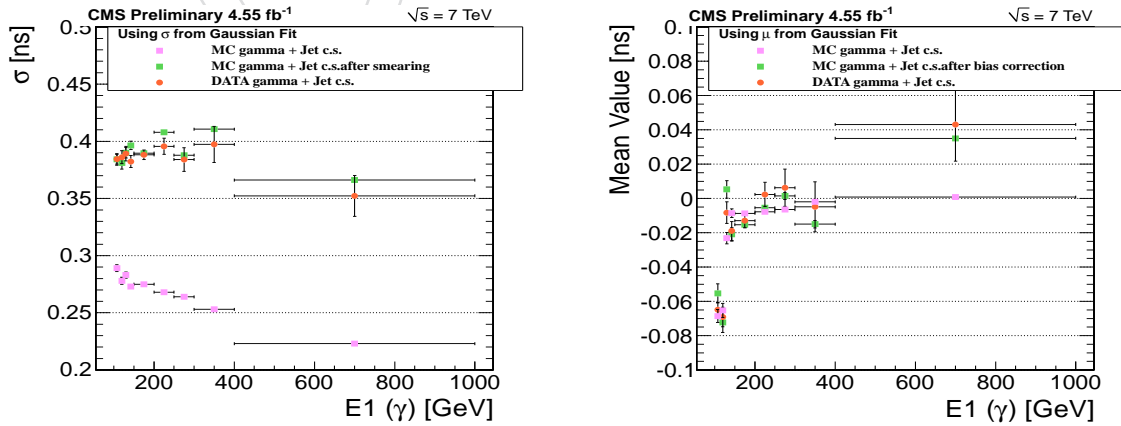 CMS Preliminary 4.55 fb⁻¹ √s = 7 TeV
Using σ from Gaussian Fit
MC gamma + Jet c.s.
MC gamma + Jet c.s.after smearing
DATA gamma + Jet c.s.
σ [ns]
0.5
0.45
0.4
0.35
0.3
0.25
0.2
200 400 600 800 1000
E1 (γ) [GeV]
CMS Preliminary 4.55 fb⁻¹ √s = 7 TeV
Using μ from Gaussian Fit
MC gamma + Jet c.s.
MC gamma + Jet c.s.after bias correction
DATA gamma + Jet c.s.
Mean Value [ns]
0.1
0.06
0.04
0.02
0
-0.02
-0.04
-0.06
-0.08
-0.1
200 400 600 800 1000
E1 (γ) [GeV]